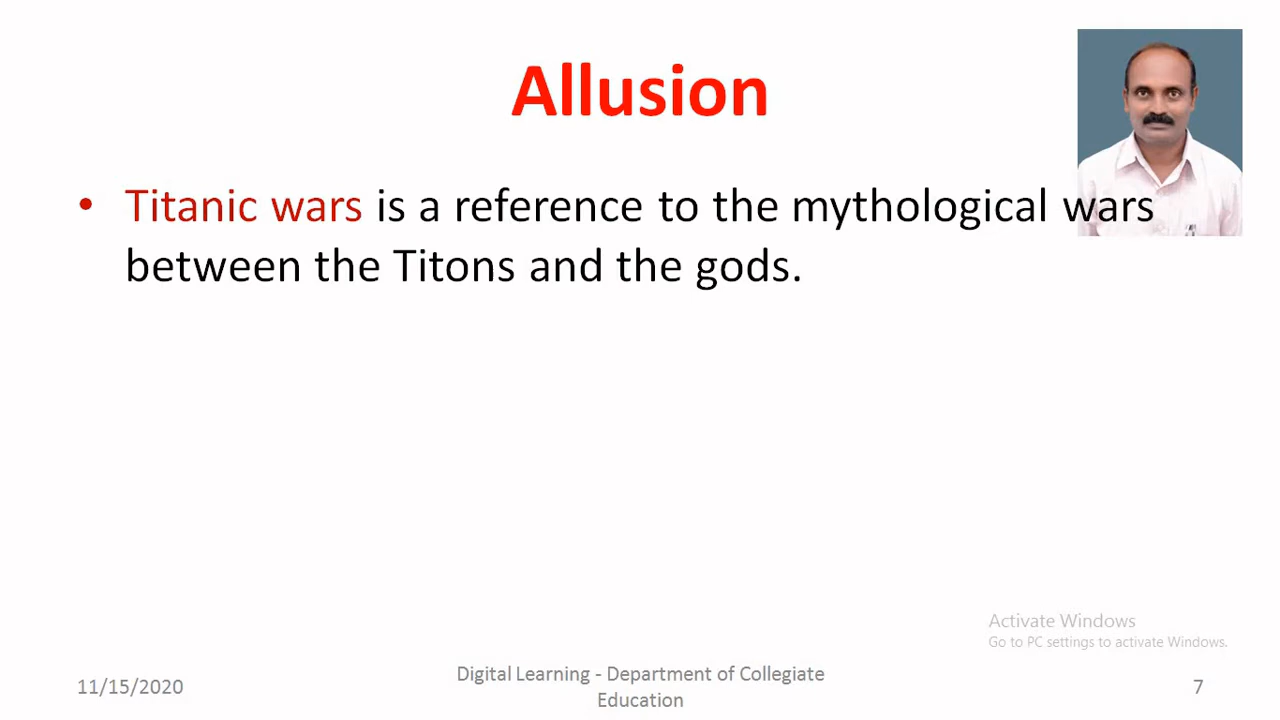 Allusion
• Titanic wars is a reference to the mythological wars
between the Titons and the gods.
Activate Windows
Go to PC settings to activate Windows.
11/15/2020
Digital Learning - Department of Collegiate
Education
7